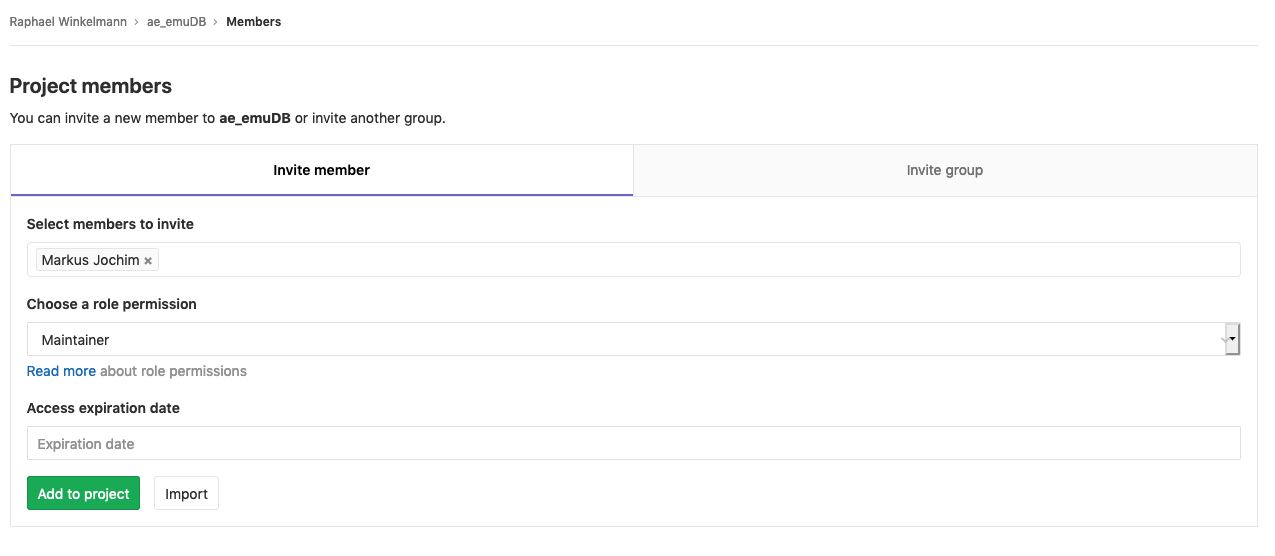 Raphael Winkelmann › ae_emuDB › Members
Project members
You can invite a new member to ae_emuDB or invite another group.
Invite member
Invite group
Select members to invite
Markus Jochim ×
Choose a role permission
Maintainer
Read more about role permissions
Access expiration date
Expiration date
Add to project
Import